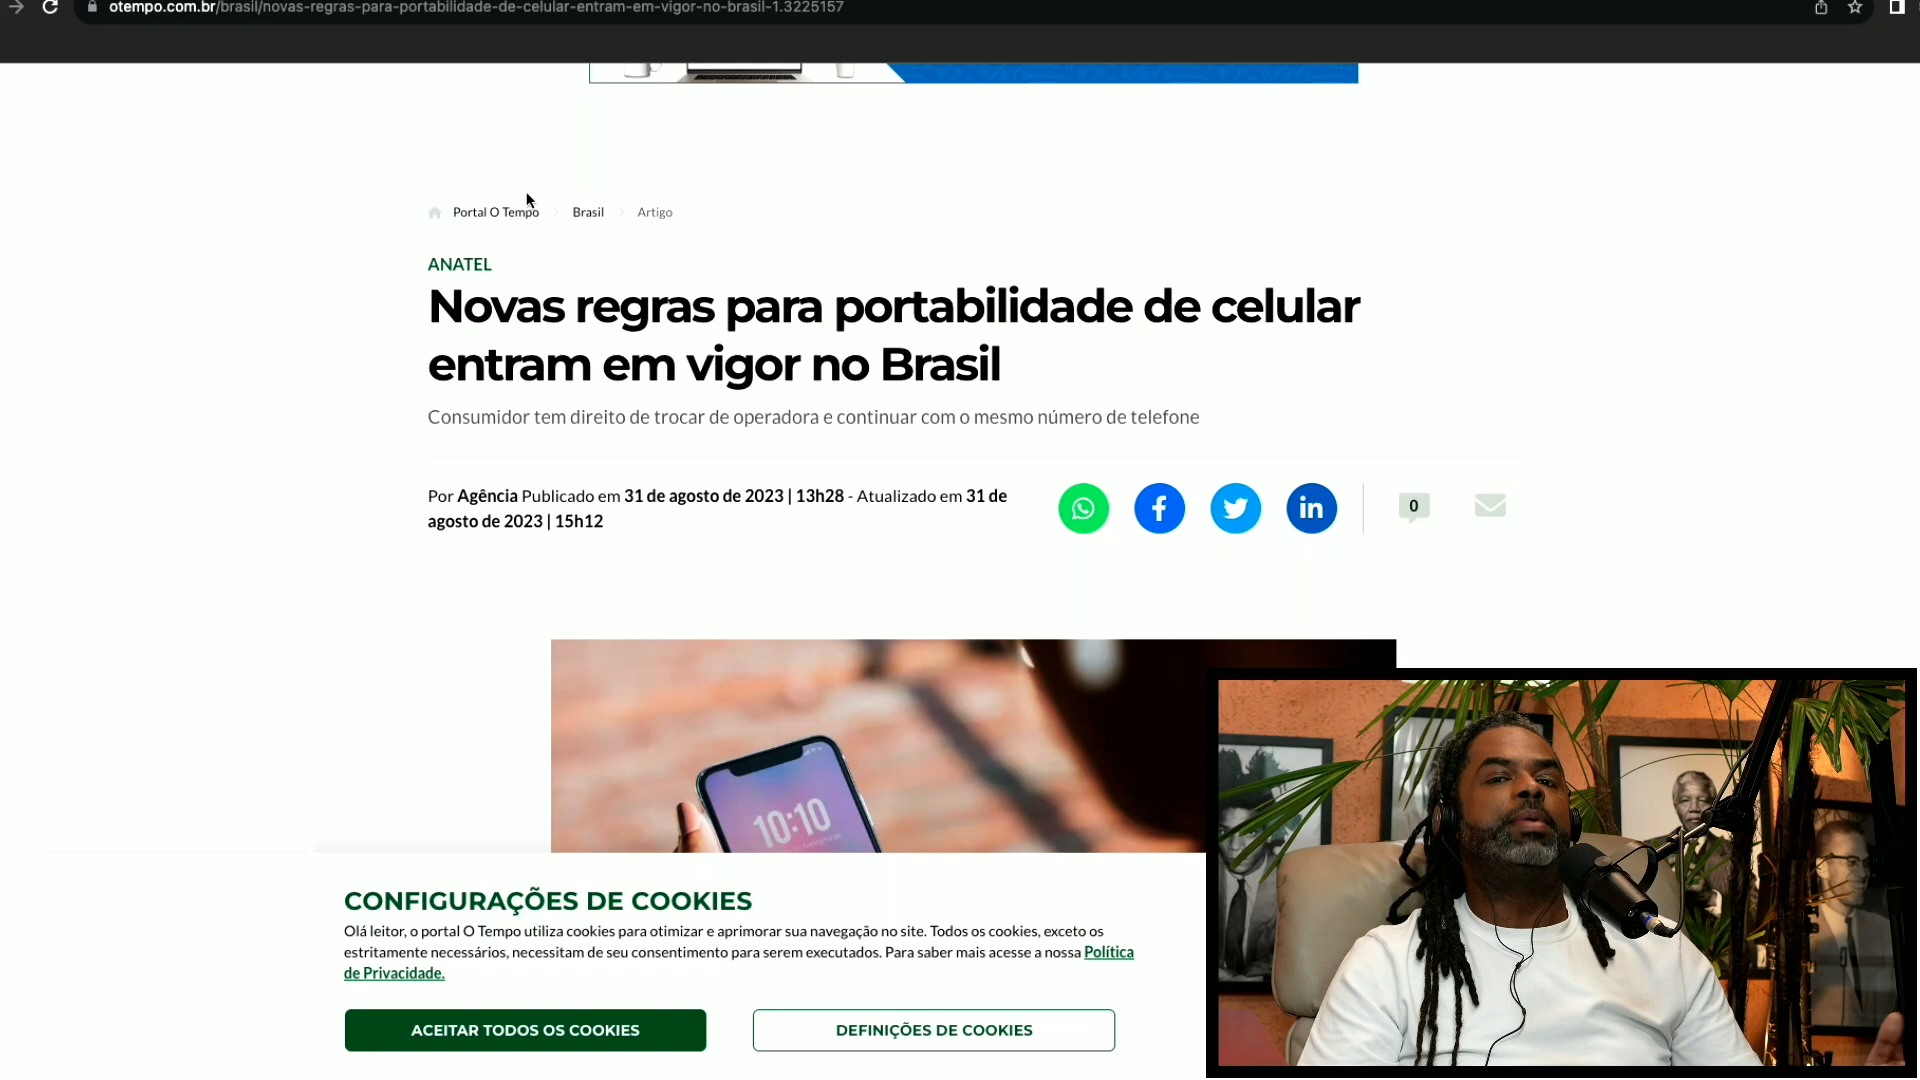 otempo.com.br/brasil/novas-regras-para-portabilidade-de-celular-entram-em-vigor-no-brasil-1.3225157
Portal O Tempo Brasil Artigo
ANATEL
Novas regras para portabilidade de celular
entram em vigor no Brasil
Consumidor tem direito de trocar de operadora e continuar com o mesmo número de telefone
Por Agência Publicado em 31 de agosto de 2023 | 13h28 - Atualizado em 31 de
agosto de 2023 | 15h12
0
10:10
CONFIGURAÇÕES DE COOKIES
Olá leitor, o portal O Tempo utiliza cookies para otimizar e aprimorar sua navegação no site. Todos os cookies, exceto os
estritamente necessários, necessitam de seu consentimento para serem executados. Para saber mais acesse a nossa Política
de Privacidade.
ACEITAR TODOS OS COOKIES
DEFINIÇÕES DE COOKIES